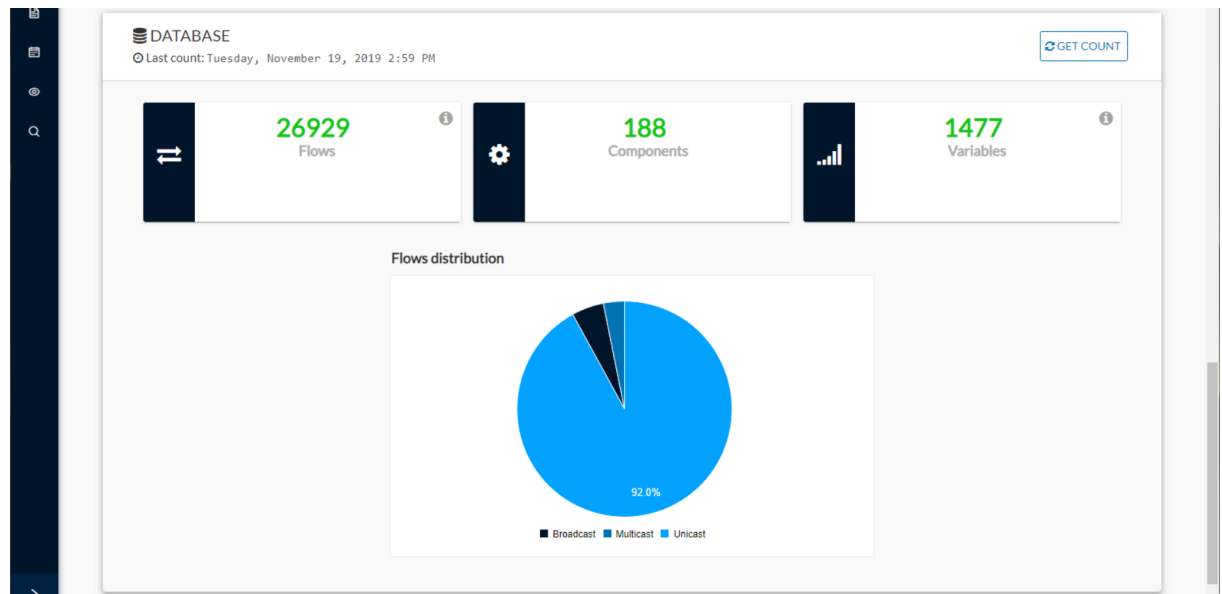 DATABASE
Last count: Tuesday, November 19, 2019 2:59 PM
GET COUNT
26929
Flows
188
Components
1477
Variables
Flows distribution
92.0%
Broadcast Multicast Unicast